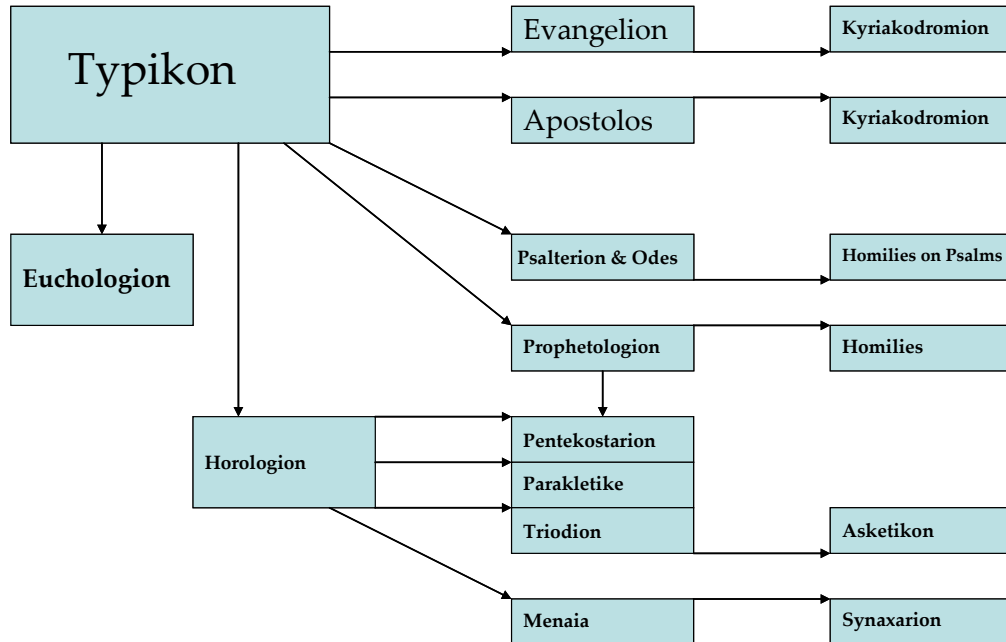 Typikon
Evangelion
Kyriakodromion
Apostolos
Kyriakodromion
Euchologion
Psalterion & Odes
Homilies on Psalms
Prophetologion
Homilies
Horologion
Pentekostarion
Parakletike
Triodion
Asketikon
Menaia
Synaxarion